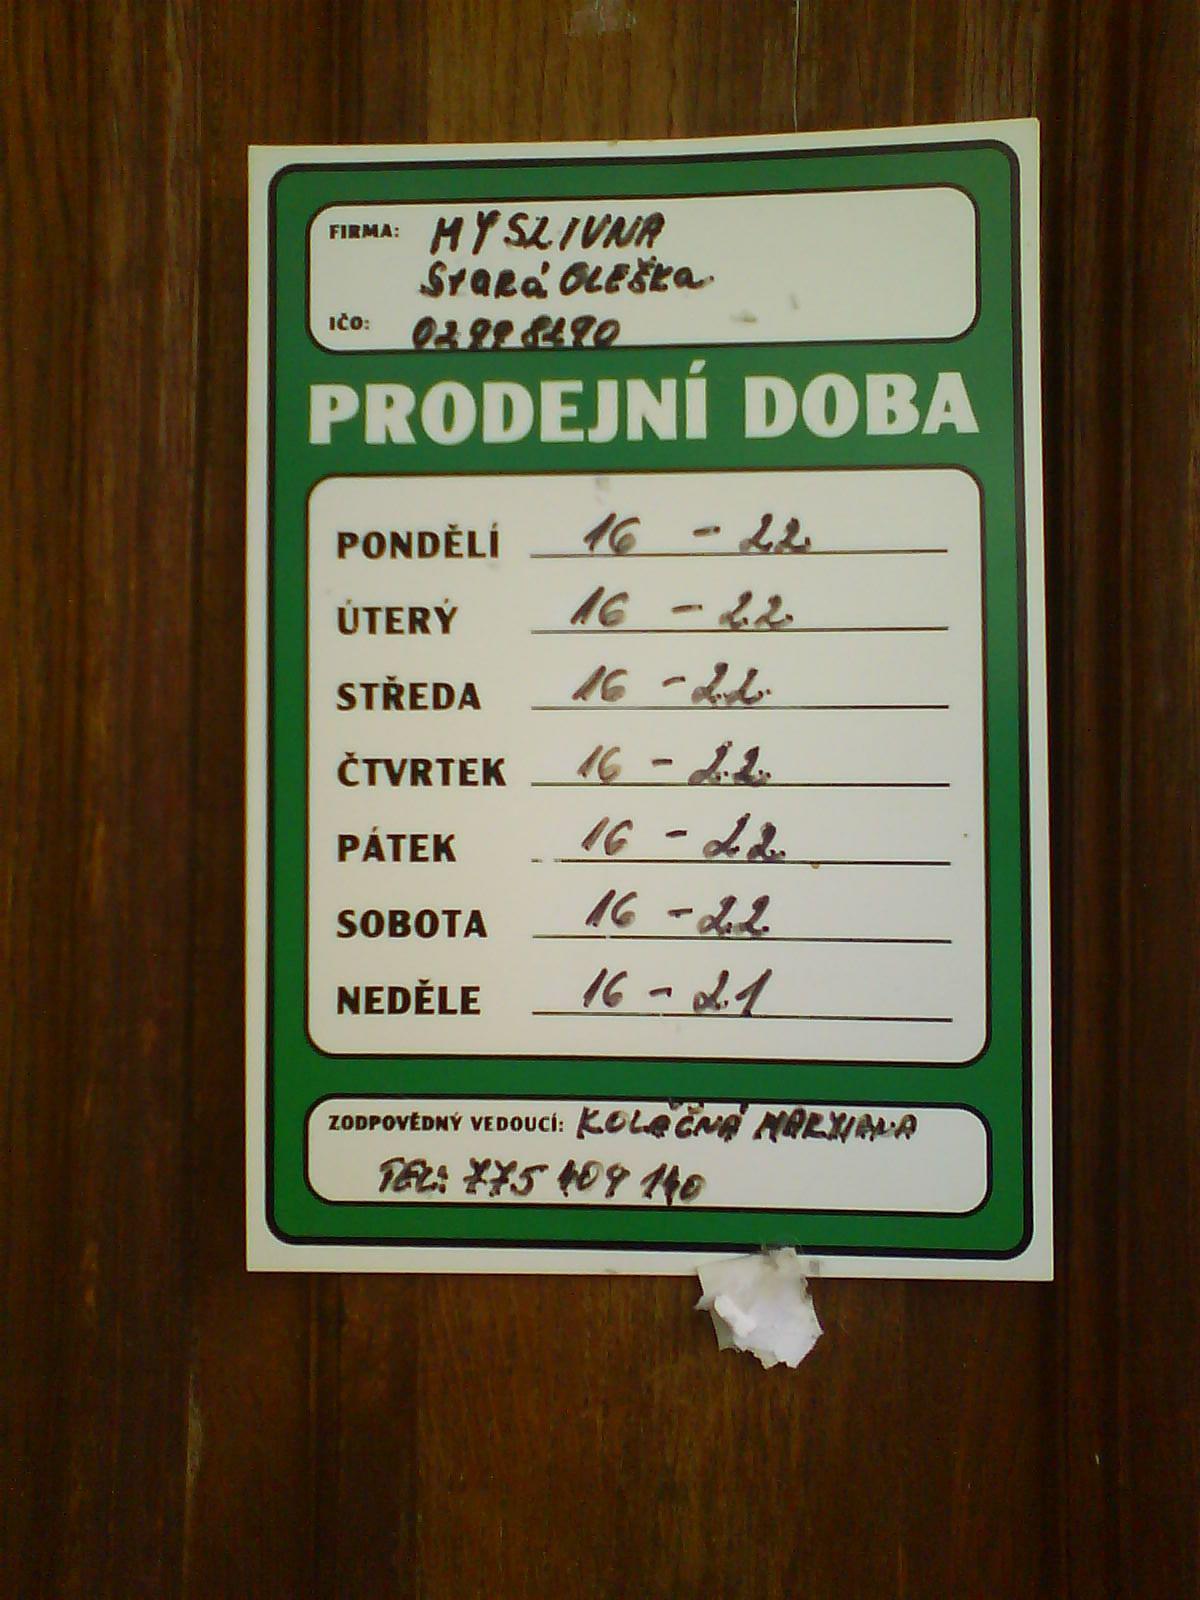 FIRMA: MYSLIVNA
Stará OLEŠKa
IČO:
PRODEJNÍ DOBA
PONDĚLÍ 16 - 22
ÚTERÝ 16 - 22
STŘEDA 16 - 22
ČTVRTEK 16 - 22
PÁTEK 16 - 22
SOBOTA 16 - 22
NEDĚLE 16 - 21
ZODPOVĚDNÝ VEDOUCÍ: KOLÁČNÁ
TEL: 775 409 140